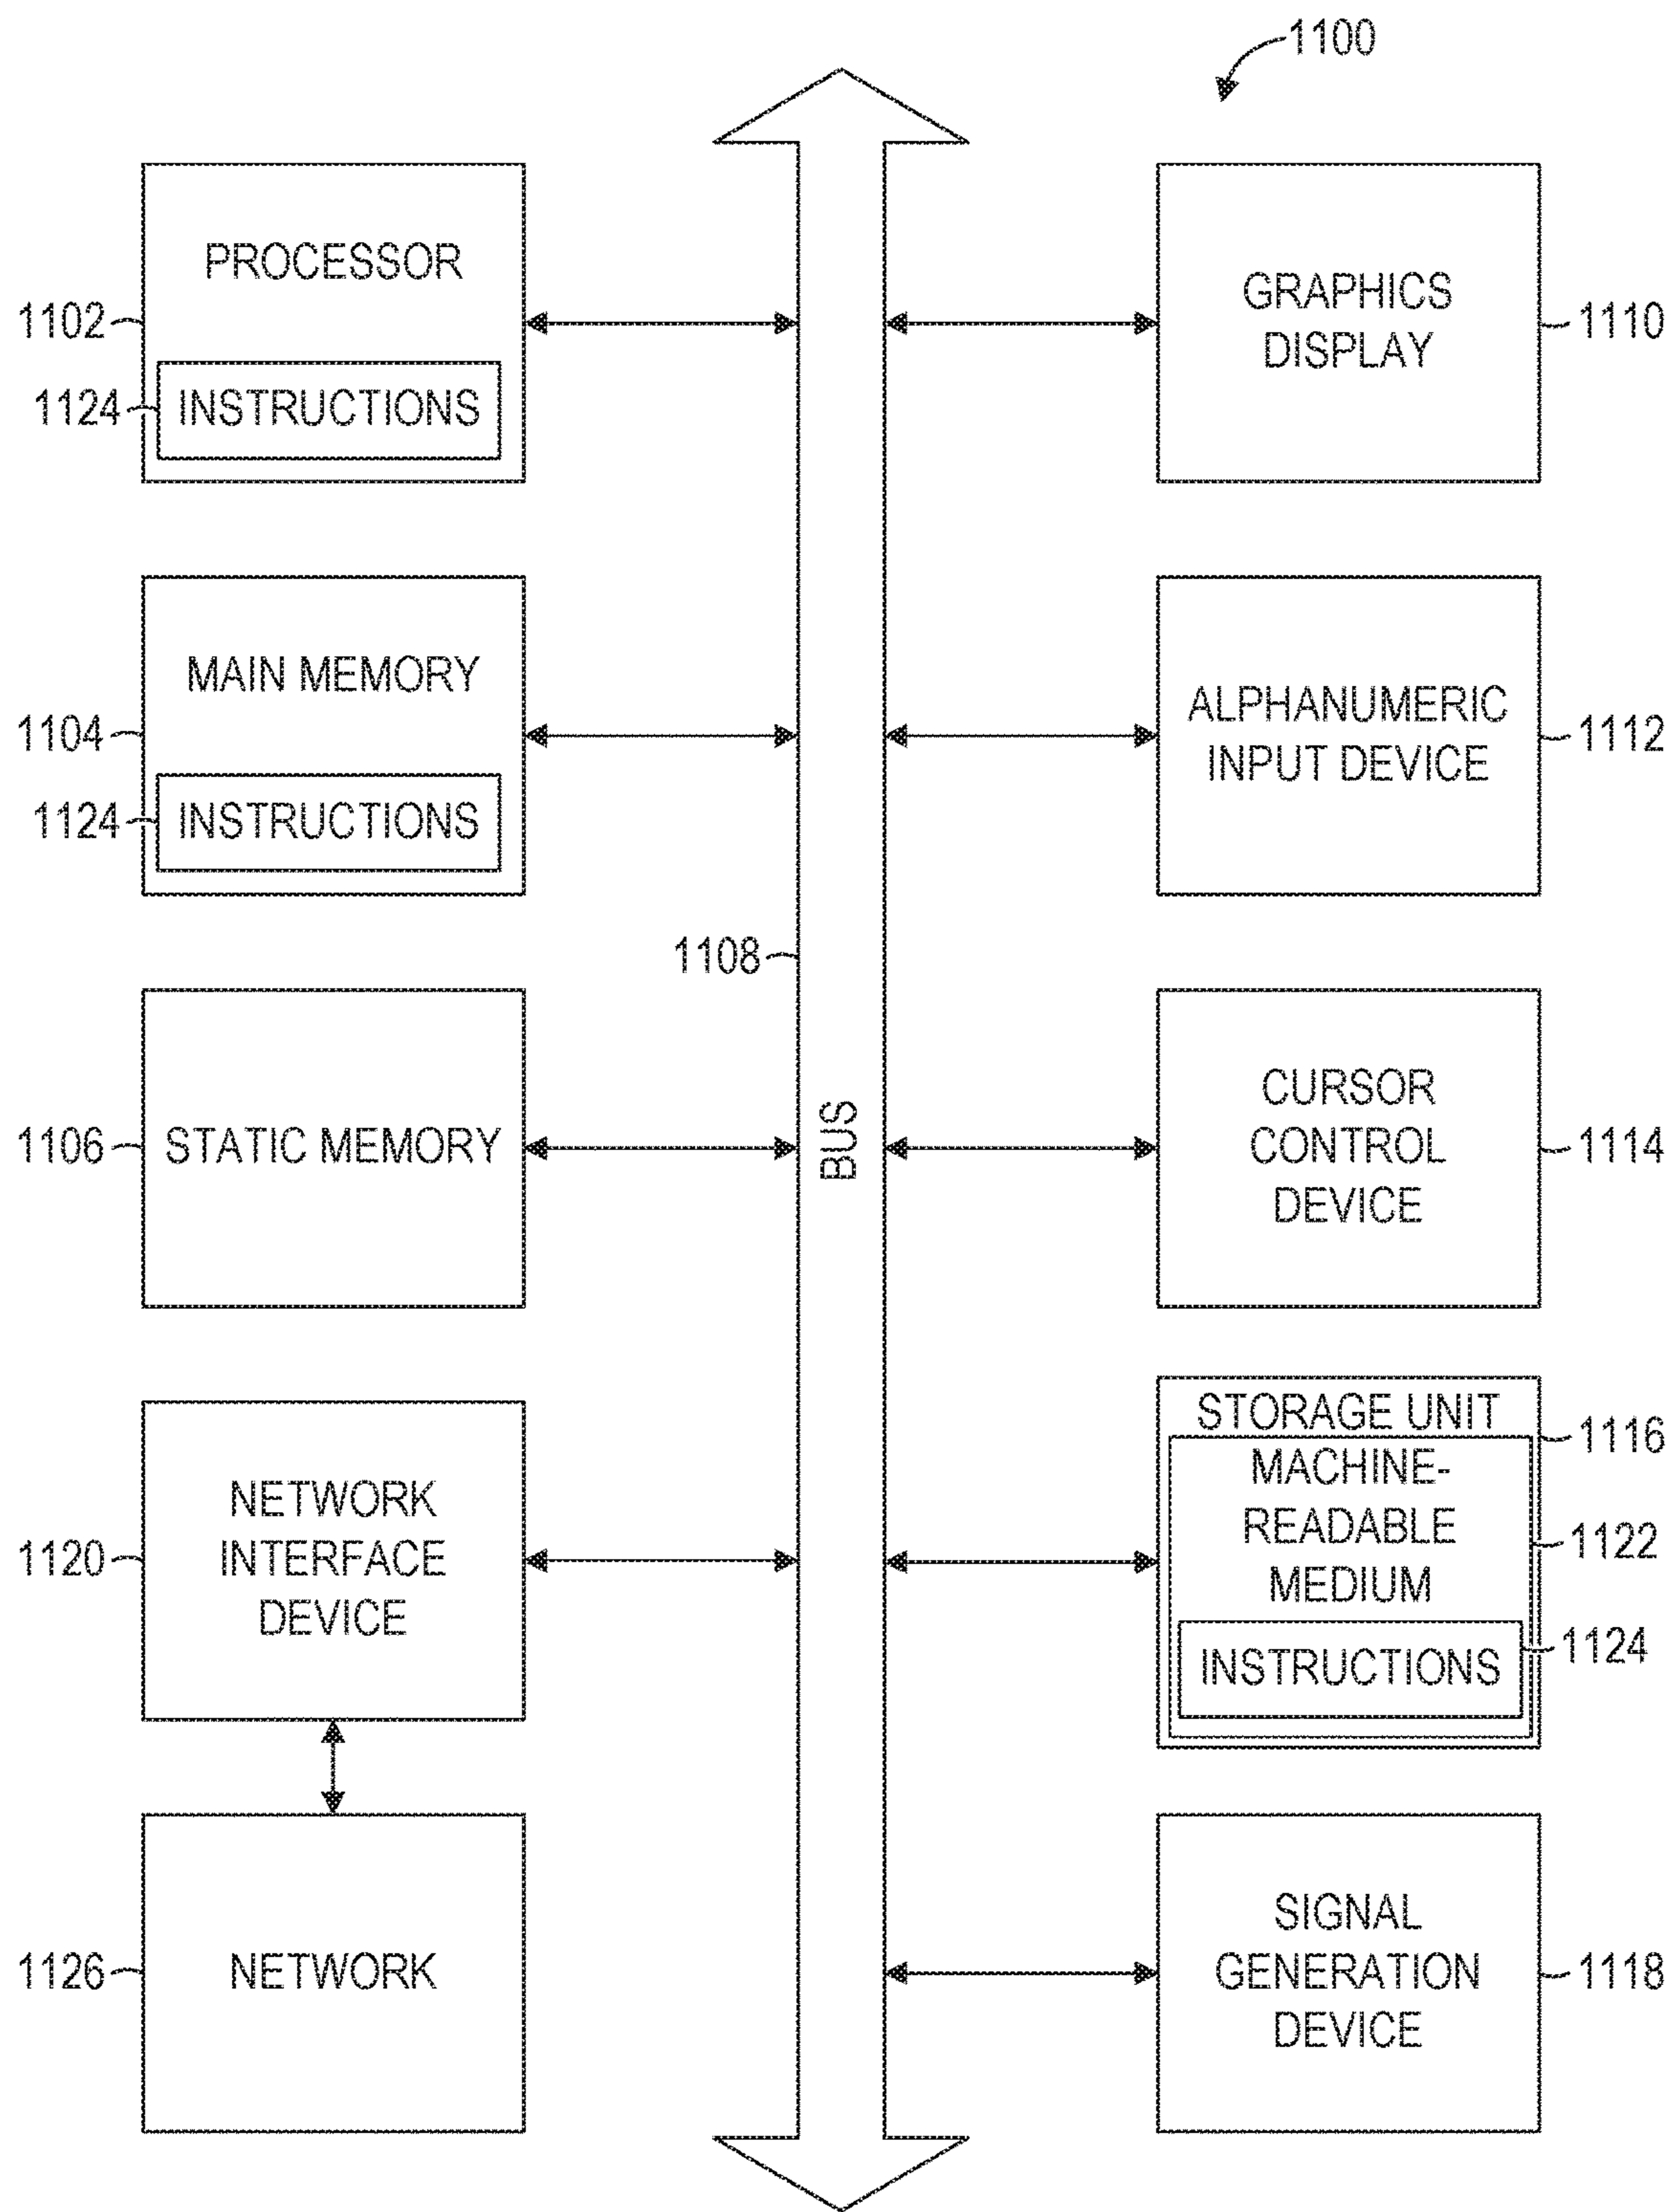 1100
PROCESSOR
1102
1124
INSTRUCTIONS
MAIN MEMORY
1104
1124
INSTRUCTIONS
1106
STATIC MEMORY
1120
NETWORK
INTERFACE
DEVICE
1126
NETWORK
1108
BUS
GRAPHICS
DISPLAY
1110
ALPHANUMERIC
INPUT DEVICE
1112
CURSOR
CONTROL
DEVICE
1114
STORAGE UNIT
1116
MACHINE-
READABLE
MEDIUM
1122
INSTRUCTIONS
1124
SIGNAL
GENERATION
DEVICE
1118